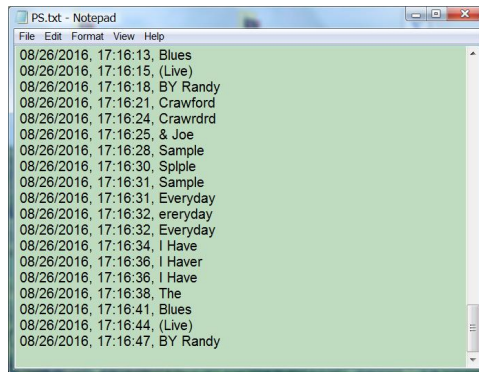 PS.txt - Notepad
File Edit Format View Help
08/26/2016, 17:16:13, Blues
08/26/2016, 17:16:15, (Live)
08/26/2016, 17:16:18, BY Randy
08/26/2016, 17:16:21, Crawford
08/26/2016, 17:16:24, Crawrdrd
08/26/2016, 17:16:25, & Joe
08/26/2016, 17:16:28, Sample
08/26/2016, 17:16:30, Splple
08/26/2016, 17:16:31, Sample
08/26/2016, 17:16:31, Everyday
08/26/2016, 17:16:32, ereryday
08/26/2016, 17:16:32, Everyday
08/26/2016, 17:16:34, I Have
08/26/2016, 17:16:36, I Haver
08/26/2016, 17:16:36, I Have
08/26/2016, 17:16:38, The
08/26/2016, 17:16:41, Blues
08/26/2016, 17:16:44, (Live)
08/26/2016, 17:16:47, BY Randy